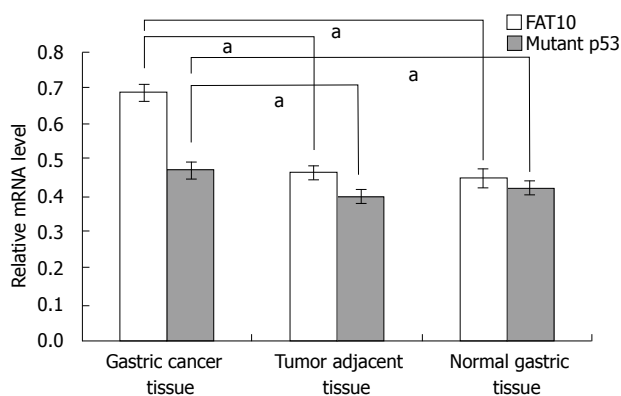 FAT10
Mutant p53
a
a
a
a
Relative mRNA level
0.8
0.7
0.6
0.5
0.4
0.3
0.2
0.1
0.0
Gastric cancer
tissue
Tumor adjacent
tissue
Normal gastric
tissue